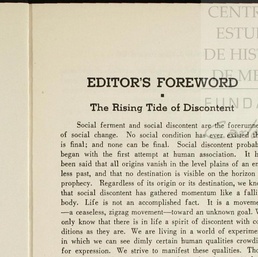 CENTR
ESTU
DE HIS
DE M
EDITOR'S FOREWORD
FUNDA
The Rising Tide of Discontent
Social ferment and social discontent are the forerunne
of social change. No social condition has ever existed th
is final; and none can be final. Social discontent probab
began with the first attempt at human association. It h
been said that all origins vanish in the level plains of an en
less past, and that no destination is visible on the horizon
prophecy. Regardless of its origin or its destination, we kno
that social discontent has gathered momentum like a falli
body. Life is not an accomplished fact. It is a moveme
—a ceaseless, zigzag movement—toward an unknown goal. W
only know that there is in life a spirit of discontent with co
ditions as they are. We are living in a world of experime
in which we can see dimly certain human qualities crowdi
for expression. We strive to manifest these qualities. Tho